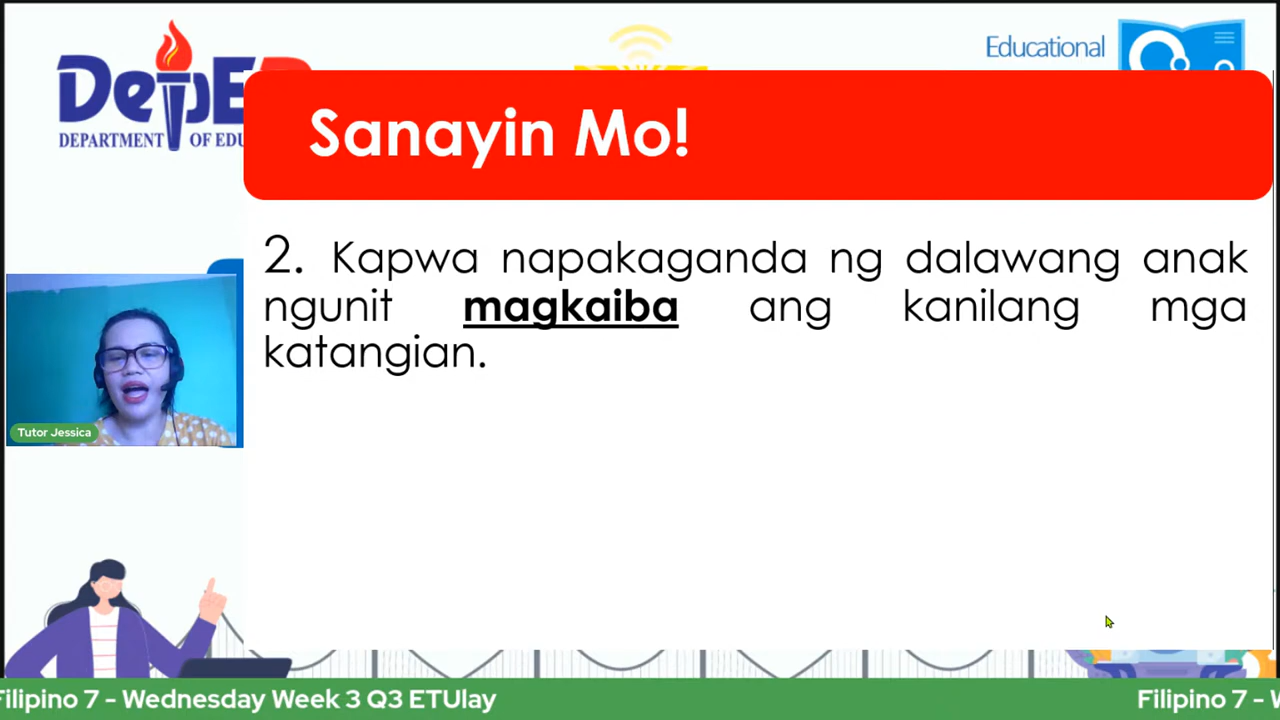 DepE
DEPARTMENT OF EDU
Educational
Sanayin Mo!
2. Kapwa napakaganda ng dalawang anak
ngunit magkaiba ang kanilang mga
katangian.
Tutor Jessica
Filipino 7 - Wednesday Week 3 Q3 ETUlay
Filipino 7 - W